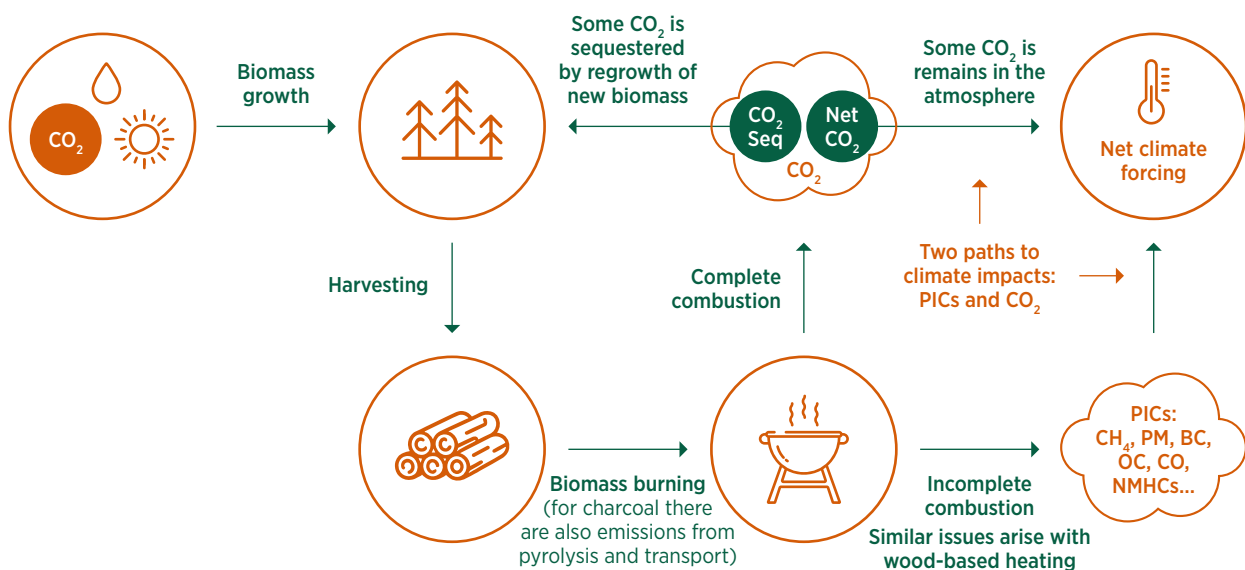 CO₂
Biomass
growth
Some CO₂ is
sequestered
by regrowth of
new biomass
CO₂
Seq
Net
CO₂
CO₂
Some CO₂ is
remains in the
atmosphere
Net climate
forcing
Harvesting
Complete
combustion
Two paths to
climate impacts:
PICs and CO₂
Biomass burning
(for charcoal there
are also emissions from
pyrolysis and transport)
Incomplete
combustion
Similar issues arise with
wood-based heating
PICs:
CH₄, PM, BC,
OC, CO,
NMHCs...